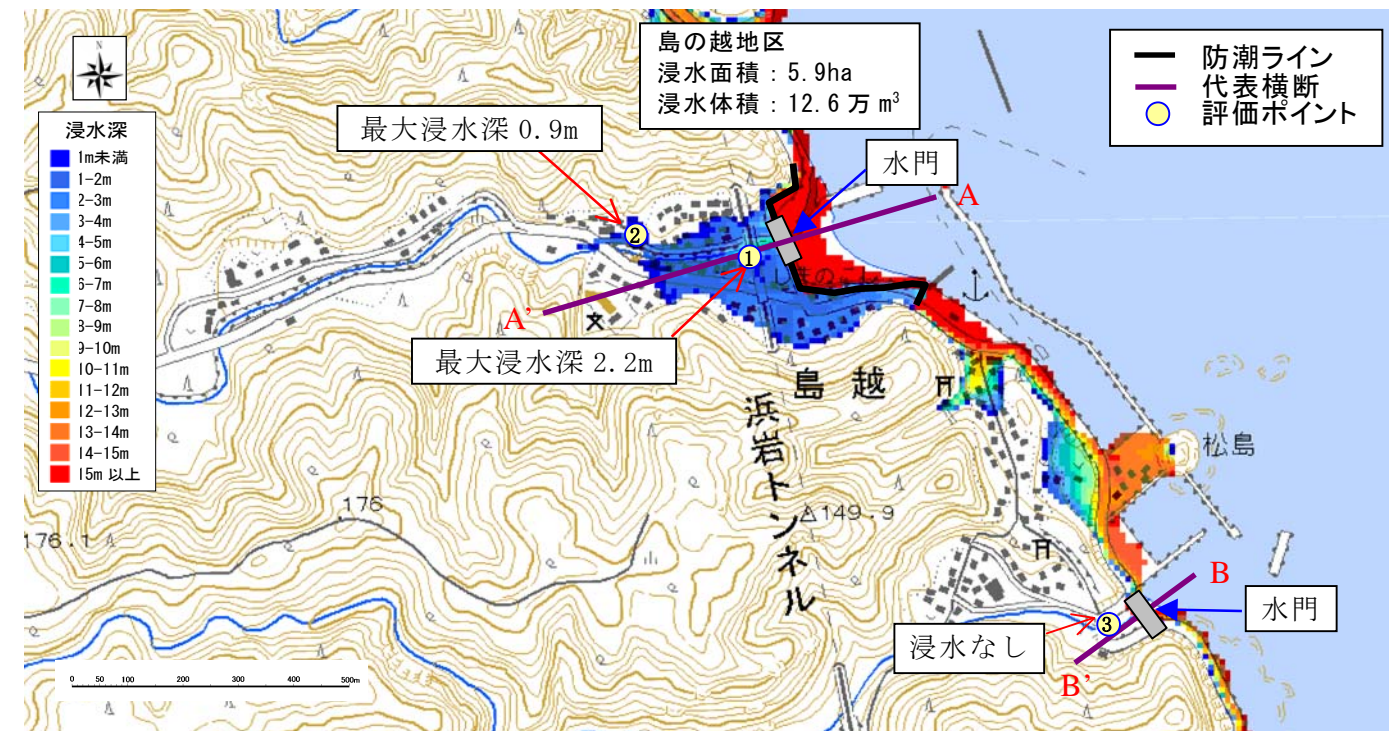 N
島の越地区
浸水面積：5.9ha
浸水体積：12.6 万 m³
防潮ライン
代表横断
評価ポイント
浸水深
1m未満
1-2m
2-3m
3-4m
4-5m
5-6m
6-7m
7-8m
8-9m
9-10m
10-11m
11-12m
12-13m
13-14m
14-15m
15m 以上
最大浸水深 0.9m
水門
A
②
①
A'
最大浸水深 2.2m
島越
浜岩トンネル
松島
176
176.1
149.9
B
水門
③
浸水なし
B'
0 50 100 200 300 400 500m